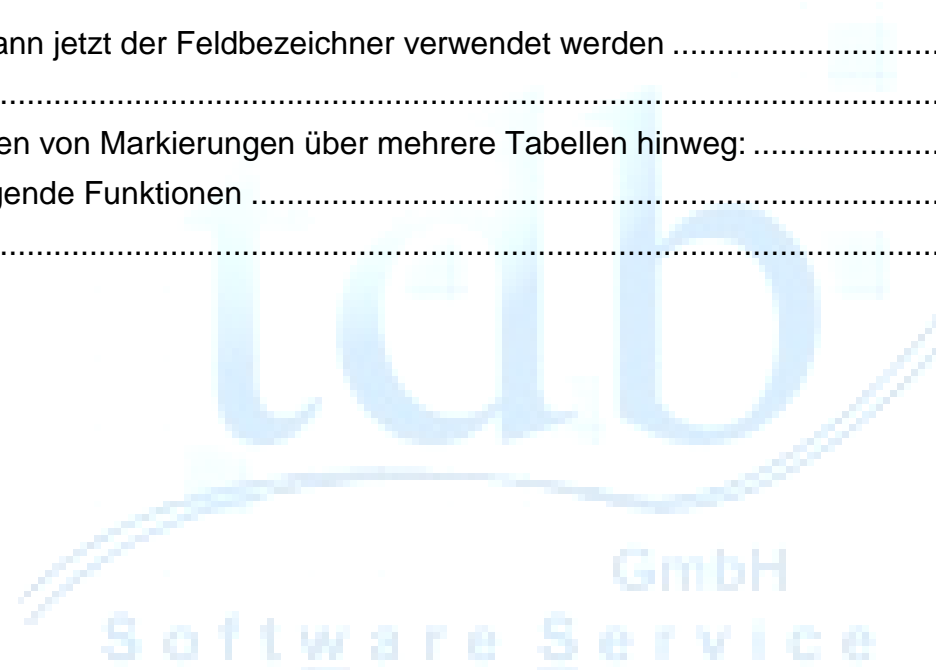 ann jetzt der Feldbezeichner verwendet werden ..............................
.........................................................................................................
en von Markierungen über mehrere Tabellen hinweg: .....................
gende Funktionen .............................................................................
.........................................................................................................
tdb
GmbH
Software Service